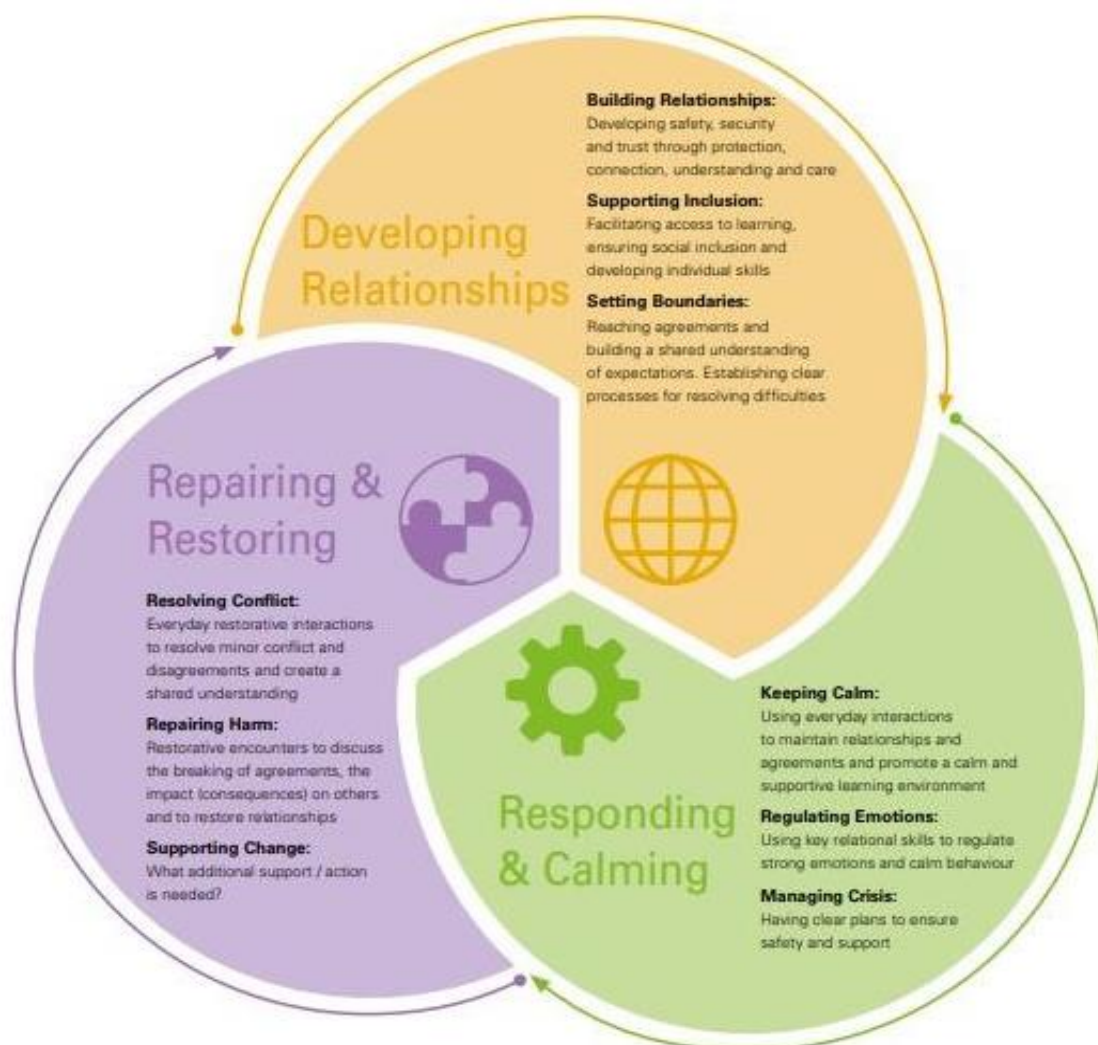 Developing
Relationships
Building Relationships:
Developing safety, security
and trust through protection,
connection, understanding and care
Supporting Inclusion:
Facilitating access to learning,
ensuring social inclusion and
developing individual skills
Setting Boundaries:
Reaching agreements and
building a shared understanding
of expectations. Establishing clear
processes for resolving difficulties
Repairing &
Restoring
Resolving Conflict:
Everyday restorative interactions
to resolve minor conflict and
disagreements and create a
shared understanding
Repairing Harm:
Restorative encounters to discuss
the breaking of agreements, the
impact (consequences) on others
and to restore relationships
Supporting Change:
What additional support / action
is needed?
Responding
& Calming
Keeping Calm:
Using everyday interactions
to maintain relationships and
agreements and promote a calm and
supportive learning environment
Regulating Emotions:
Using key relational skills to regulate
strong emotions and calm behaviour
Managing Crisis:
Having clear plans to ensure
safety and support